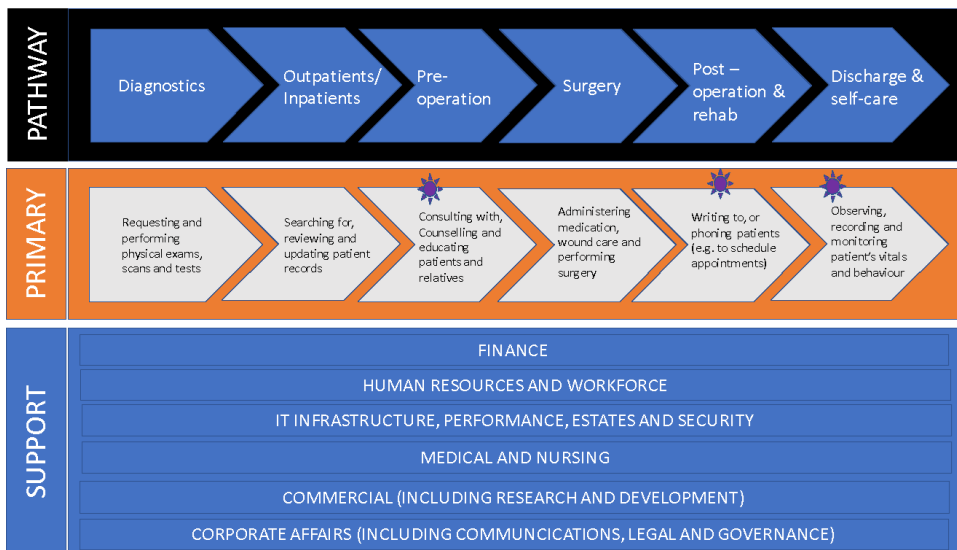 PATHWAY
Diagnostics
Outpatients/
Inpatients
Pre-
operation
Surgery
Post –
operation &
rehab
Discharge &
self-care
PRIMARY
Requesting and
performing
physical exams,
scans and tests
Searching for,
reviewing and
updating patient
records
Consulting with,
Counselling and
educating
patients and
relatives
Administering
medication,
wound care and
performing
surgery
Writing to, or
phoning patients
(e.g. to schedule
appointments)
Observing,
recording and
monitoring
patient's vitals
and behaviour
SUPPORT
FINANCE
HUMAN RESOURCES AND WORKFORCE
IT INFRASTRUCTURE, PERFORMANCE, ESTATES AND SECURITY
MEDICAL AND NURSING
COMMERCIAL (INCLUDING RESEARCH AND DEVELOPMENT)
CORPORATE AFFAIRS (INCLUDING COMMUNCICATIONS, LEGAL AND GOVERNANCE)